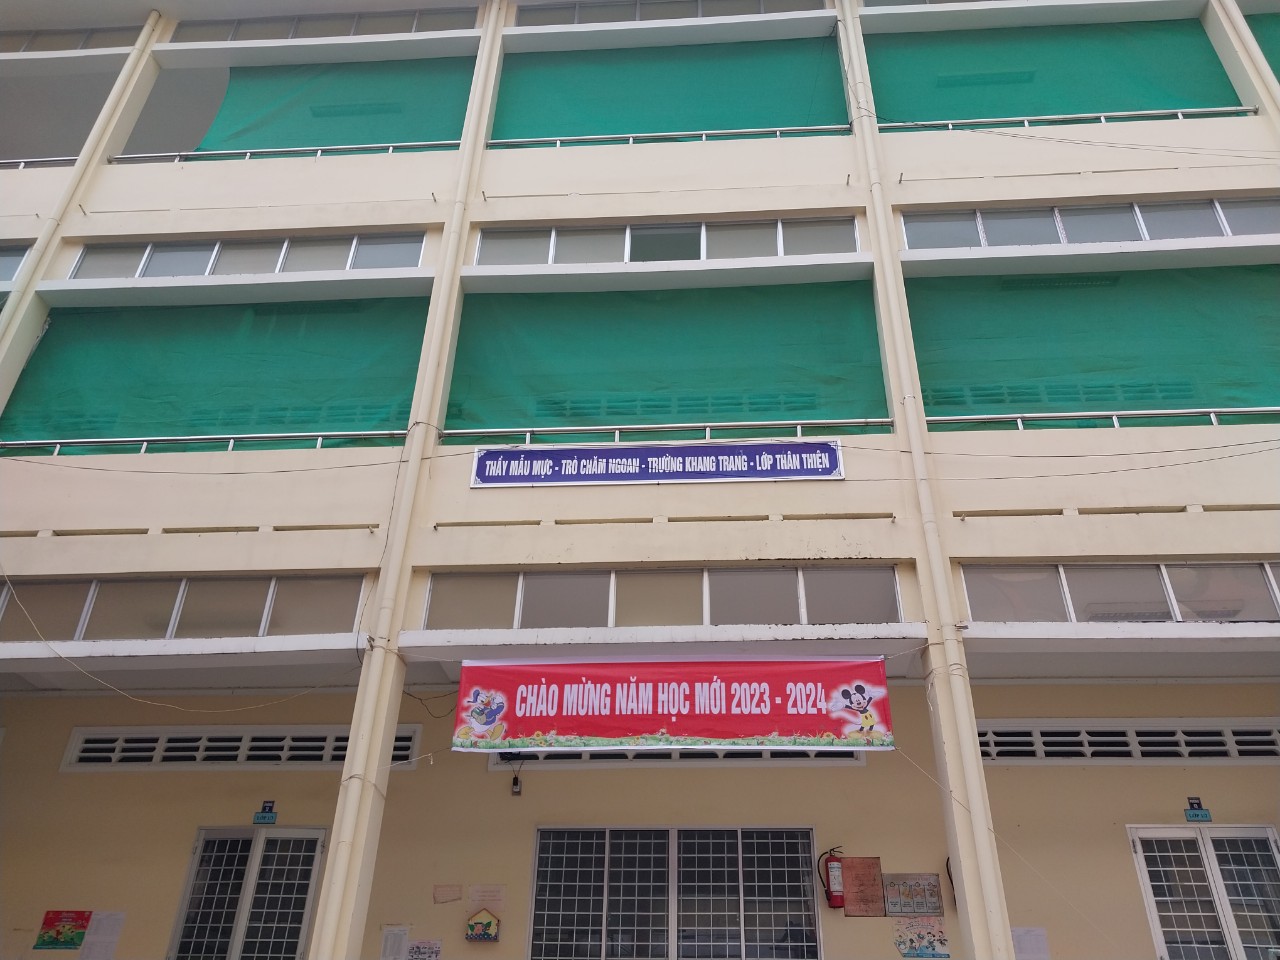 THẦY MẪU MỰC - TRÒ CHĂM NGOAN - TRƯỜNG KHANG TRANG - LỚP THÂN THIỆN
CHÀO MỪNG NĂM HỌC MỚI 2023 - 2024